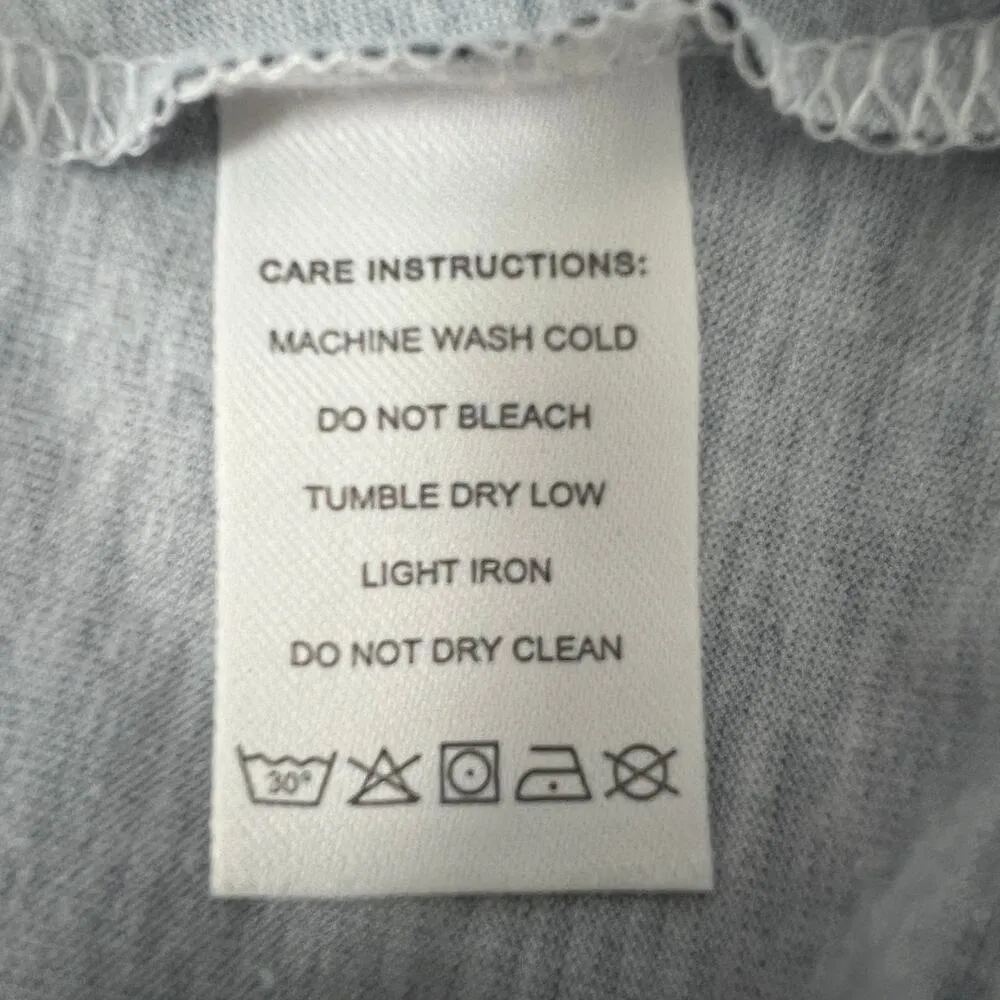 CARE INSTRUCTIONS:
MACHINE WASH COLD
DO NOT BLEACH
TUMBLE DRY LOW
LIGHT IRON
DO NOT DRY CLEAN
30°